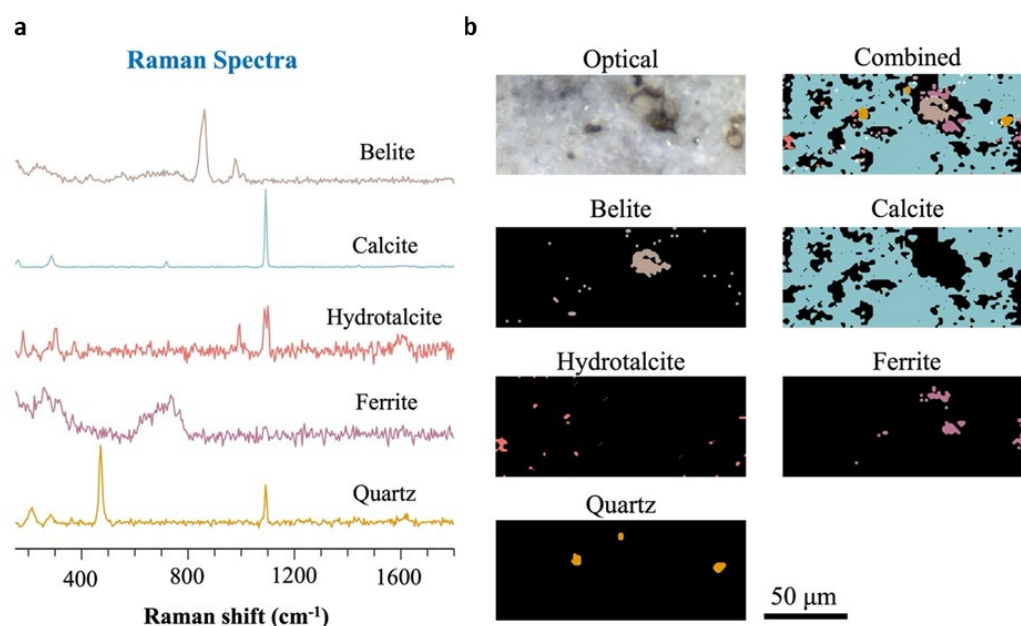 a
Raman Spectra
Belite
Calcite
Hydrotalcite
Ferrite
Quartz
400 800 1200 1600
Raman shift (cm⁻¹)
b
Optical
Combined
Belite
Calcite
Hydrotalcite
Ferrite
Quartz
50 μm